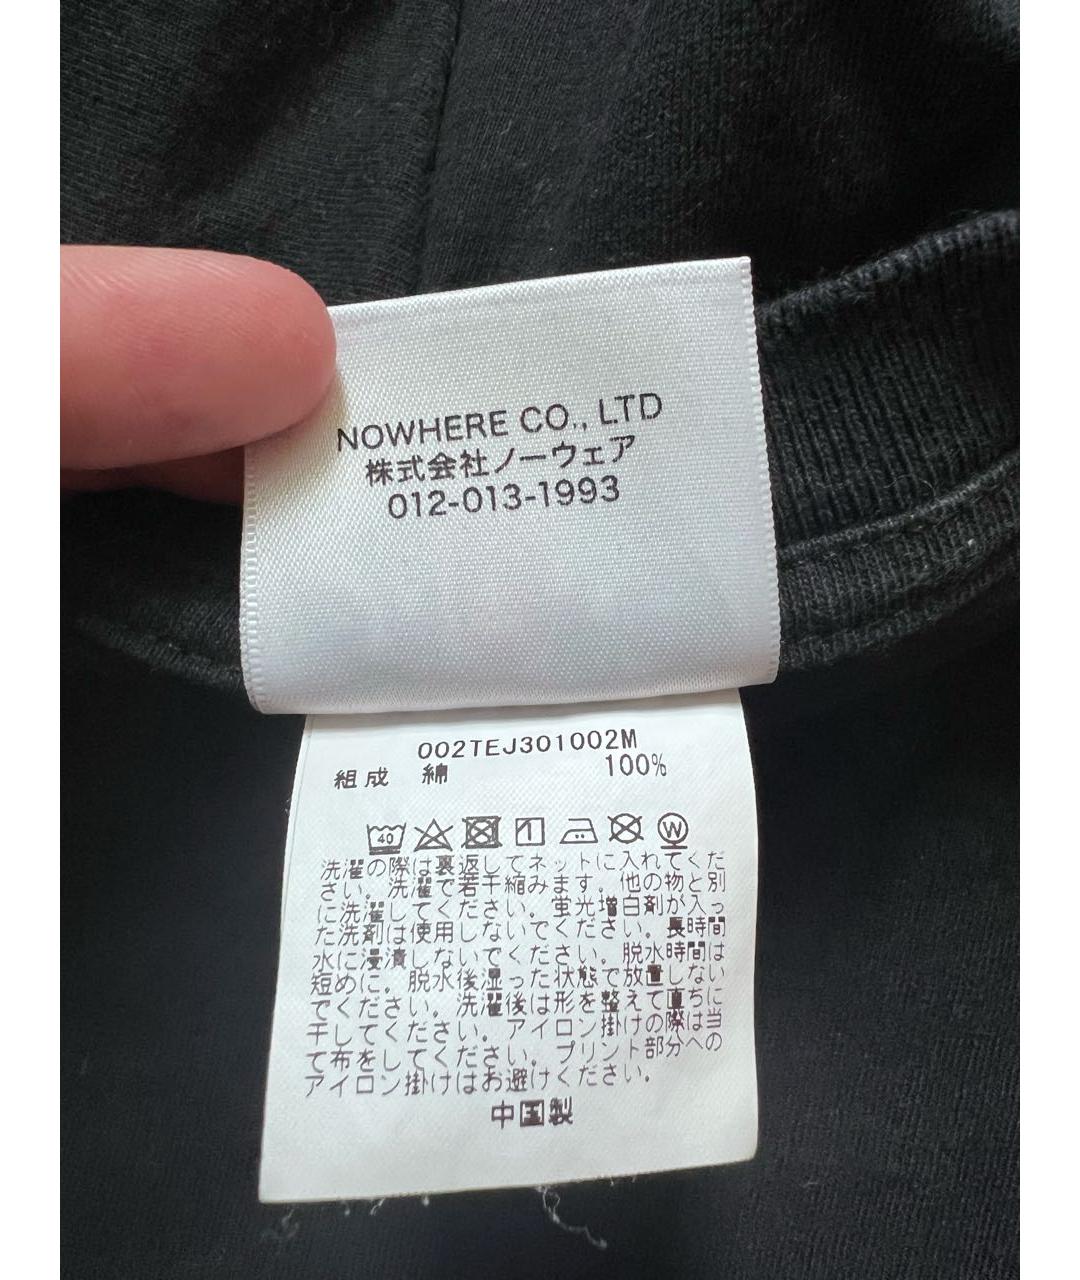 NOWHERE CO., LTD
株式会社ノーウェア
012-013-1993
002TEJ301002M
組成 綿 100%
40 1 W
洗濯の際は裏返してネットに入れてくだ
さい。洗濯で若干縮みます。他の物と別
に洗濯してください。蛍光増白剤が入っ
た洗剤は使用しないでください。長時間
水に浸漬しないでください。脱水時間は
短めに。脱水後湿った状態で放置しない
でください。洗濯後は形を整えて直ちに
干してください。アイロン掛けの際は当
て布をしてください。プリント部分への
アイロン掛けはお避けください。
中国製